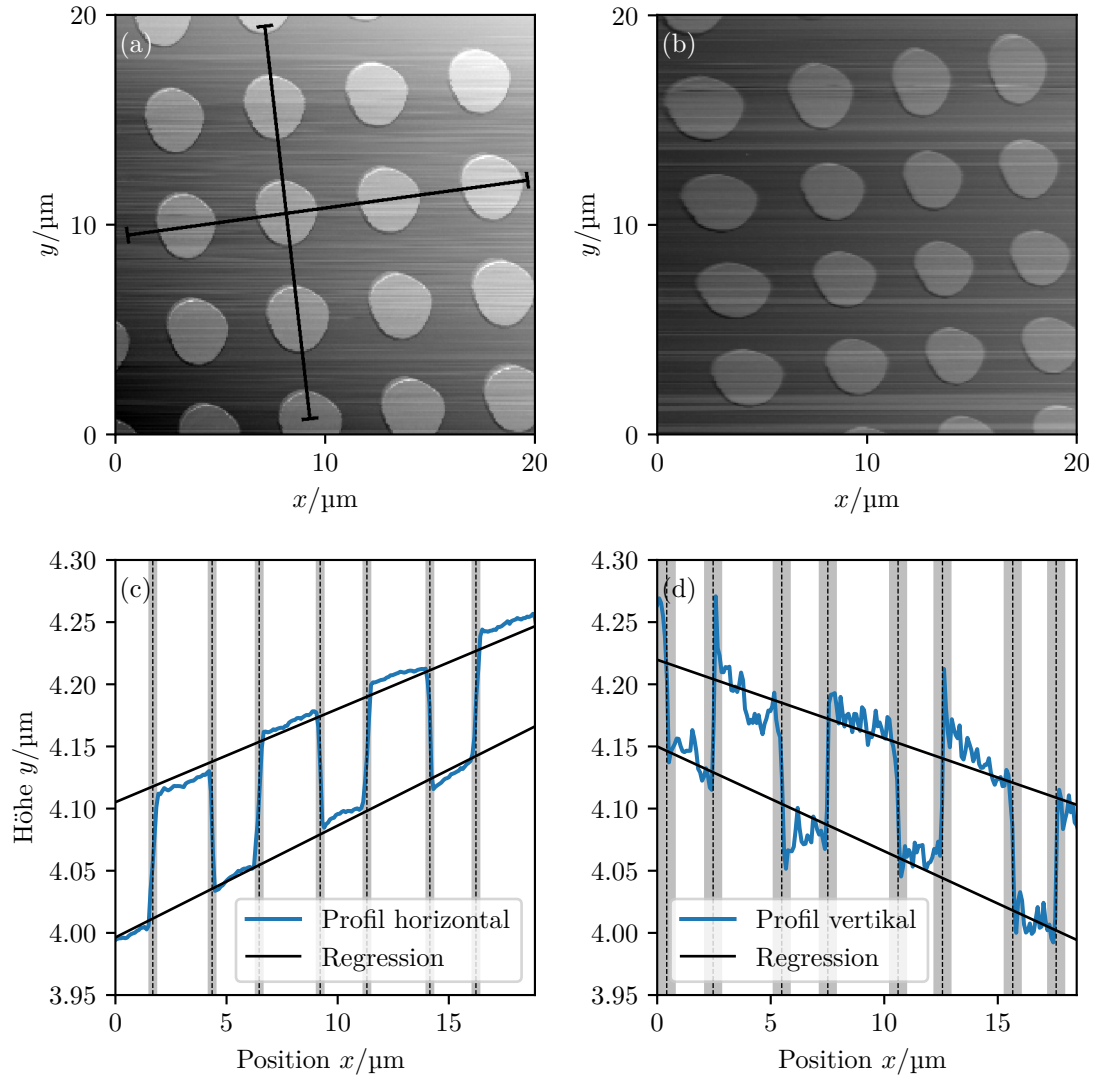 (a)
20
10
0
y/µm
0
10
20
x/µm
(b)
20
10
0
y/µm
0
10
20
x/µm
(c)
4.30
4.25
4.20
4.15
4.10
4.05
4.00
3.95
Höhe y/µm
Profil horizontal
Regression
0
5
10
15
Position x/µm
(d)
4.30
4.25
4.20
4.15
4.10
4.05
4.00
3.95
Profil vertikal
Regression
0
5
10
15
Position x/µm